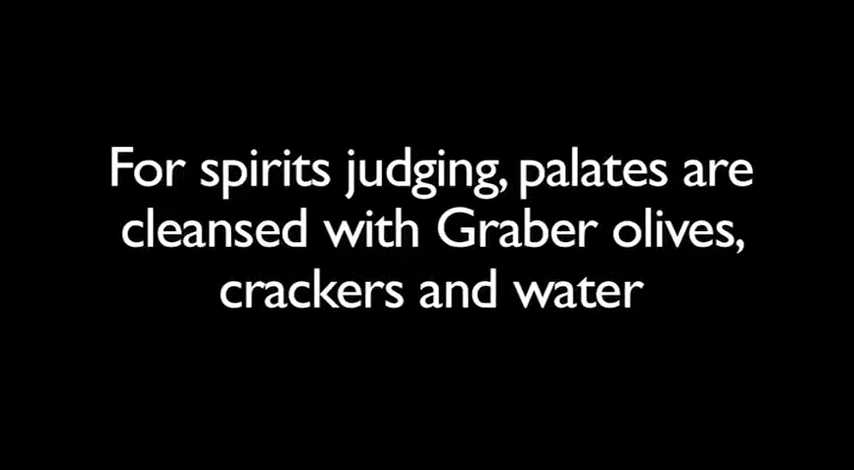 For spirits judging, palates are
cleansed with Graber olives,
crackers and water